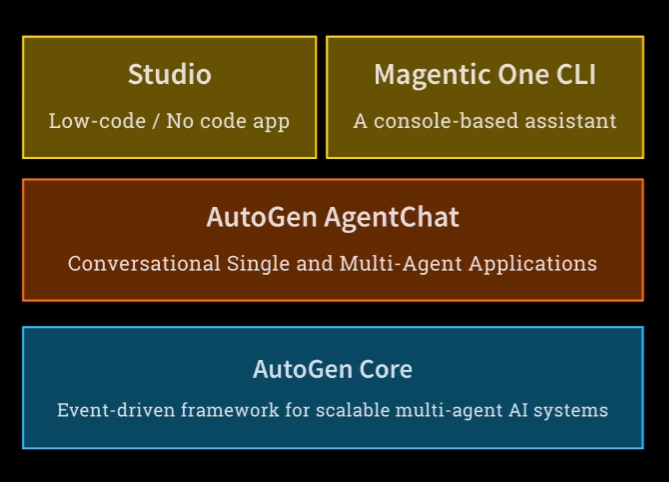 Studio
Low-code / No code app
Magentic One CLI
A console-based assistant
AutoGen AgentChat
Conversational Single and Multi-Agent Applications
AutoGen Core
Event-driven framework for scalable multi-agent AI systems